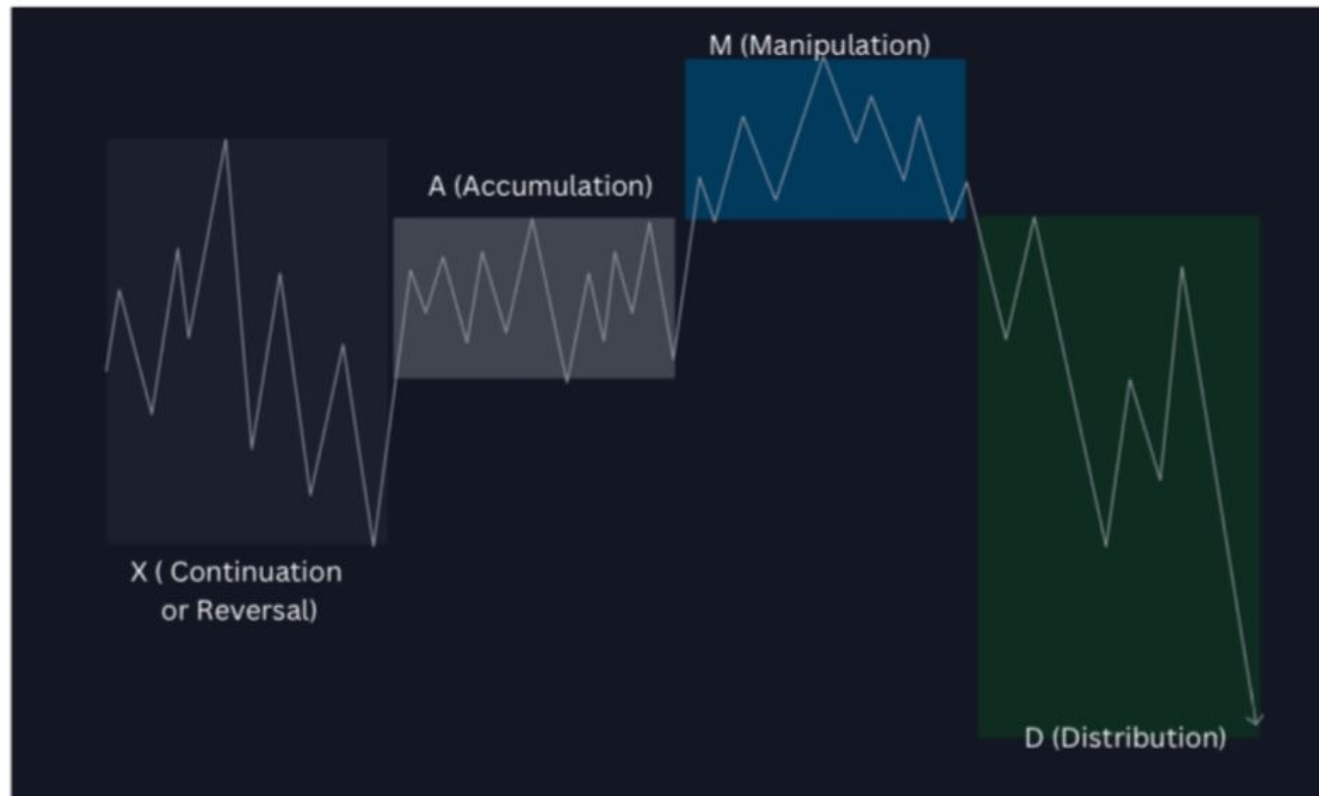 M (Manipulation)
A (Accumulation)
X ( Continuation
or Reversal)
D (Distribution)